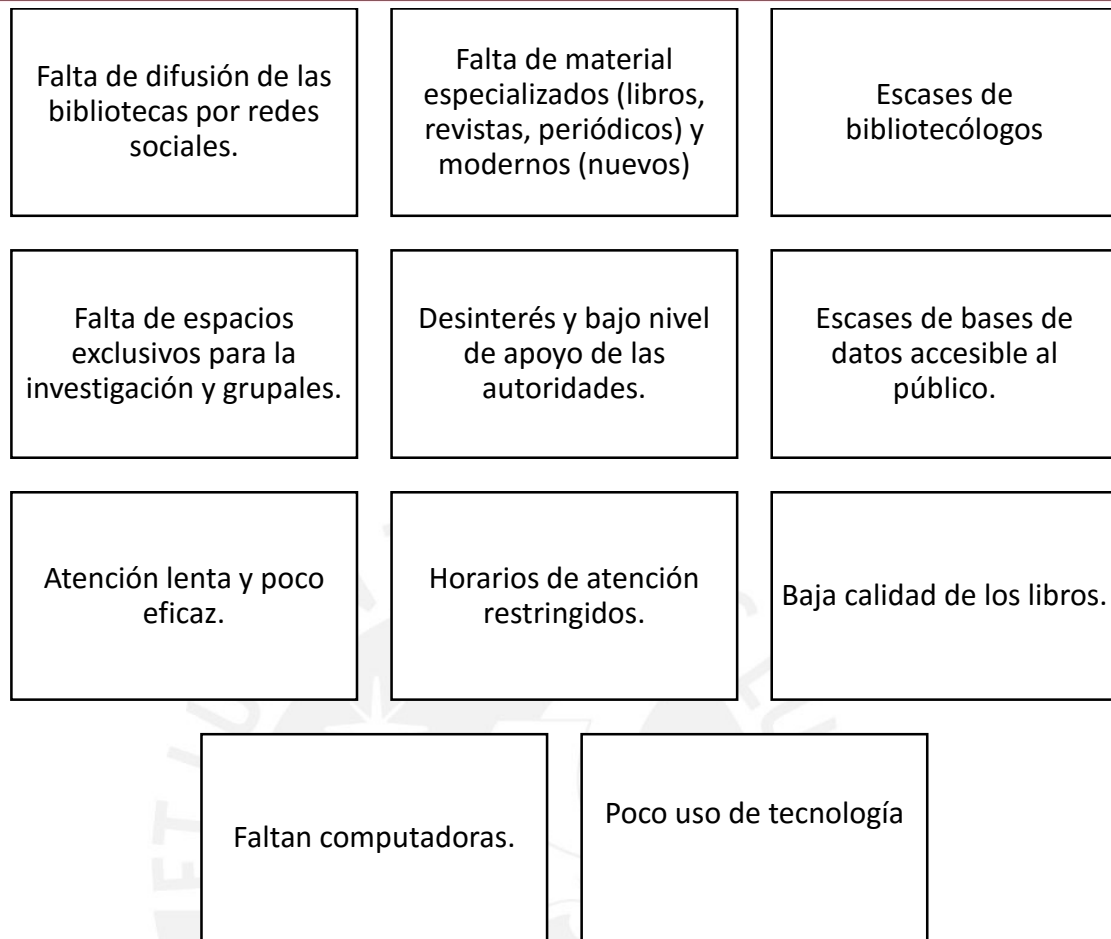 Falta de difusión de las
bibliotecas por redes
sociales.
Falta de material
especializados (libros,
revistas, periódicos) y
modernos (nuevos)
Escases de
bibliotecólogos
Falta de espacios
exclusivos para la
investigación y grupales.
Desinterés y bajo nivel
de apoyo de las
autoridades.
Escases de bases de
datos accesible al
público.
Atención lenta y poco
eficaz.
Horarios de atención
restringidos.
Baja calidad de los libros.
Faltan computadoras.
Poco uso de tecnología